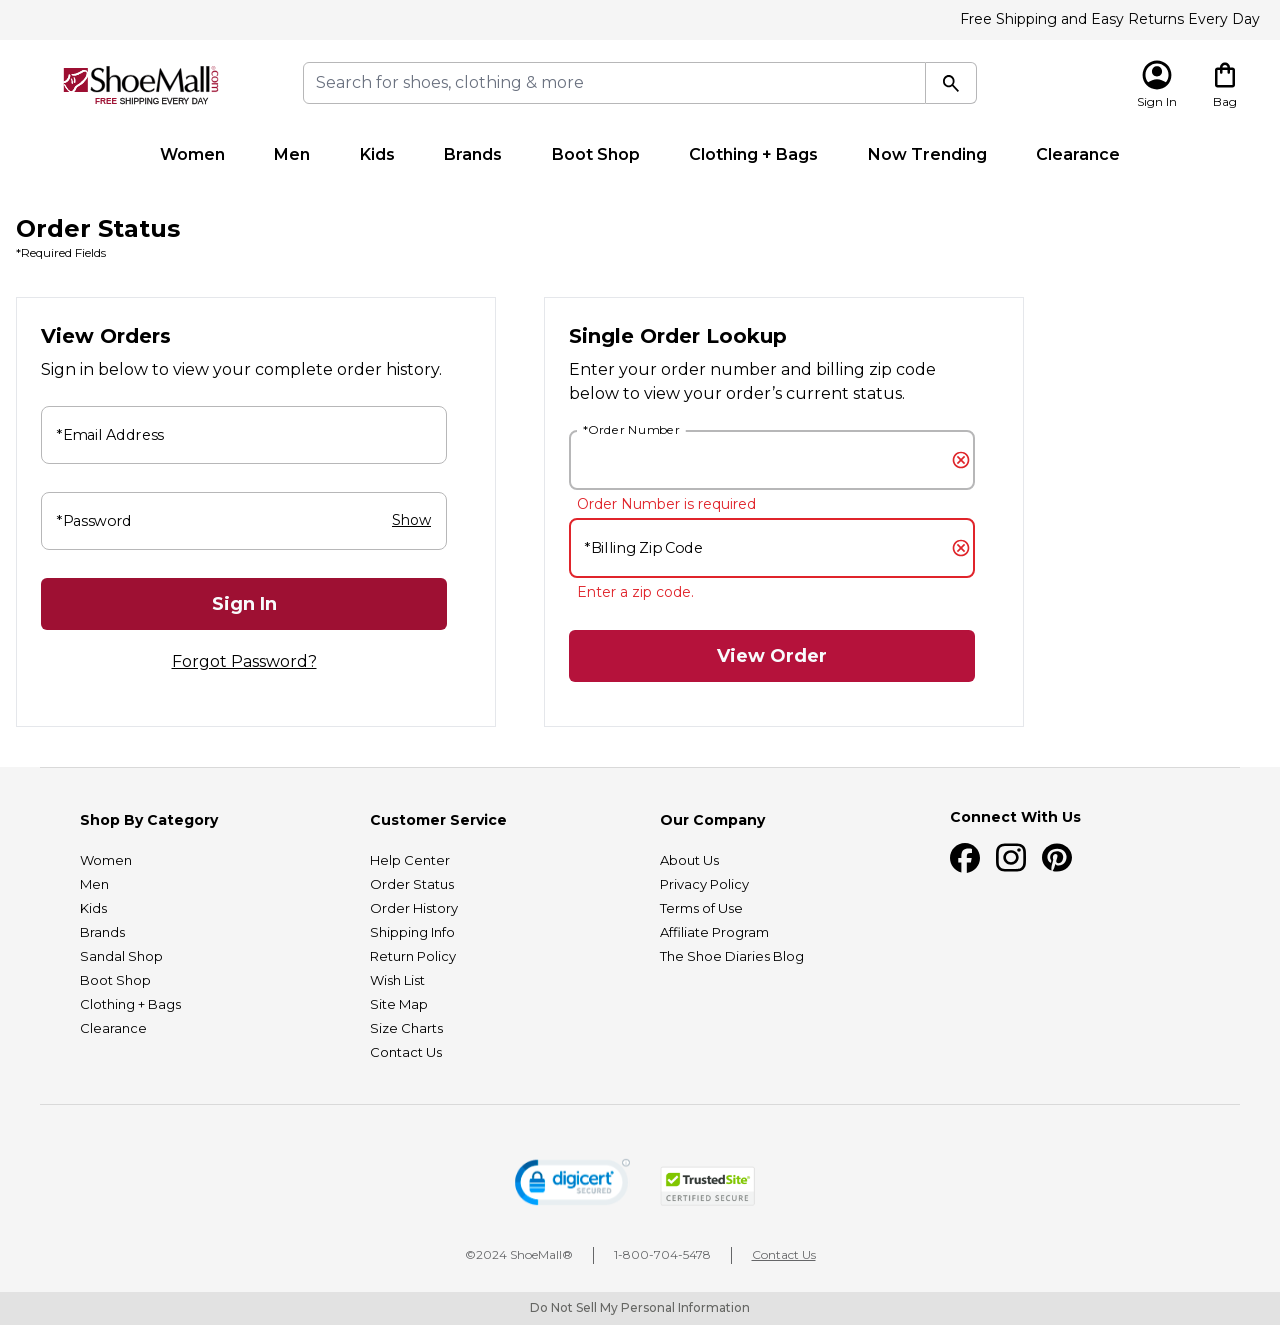 Free Shipping and Easy Returns Every Day
ShoeMall.com®
FREE SHIPPING EVERY DAY
Search for shoes, clothing & more
Sign In
Bag
Women
Men
Kids
Brands
Boot Shop
Clothing + Bags
Now Trending
Clearance
Order Status
*Required Fields
View Orders
Sign in below to view your complete order history.
*Email Address
*Password
Show
Sign In
Forgot Password?
Single Order Lookup
Enter your order number and billing zip code
below to view your order’s current status.
*Order Number
Order Number is required
*Billing Zip Code
Enter a zip code.
View Order
Shop By Category
Women
Men
Kids
Brands
Sandal Shop
Boot Shop
Clothing + Bags
Clearance
Customer Service
Help Center
Order Status
Order History
Shipping Info
Return Policy
Wish List
Site Map
Size Charts
Contact Us
Our Company
About Us
Privacy Policy
Terms of Use
Affiliate Program
The Shoe Diaries Blog
Connect With Us
digicert®
SECURED
TrustedSite®
CERTIFIED SECURE
©2024 ShoeMall®
1-800-704-5478
Contact Us
Do Not Sell My Personal Information